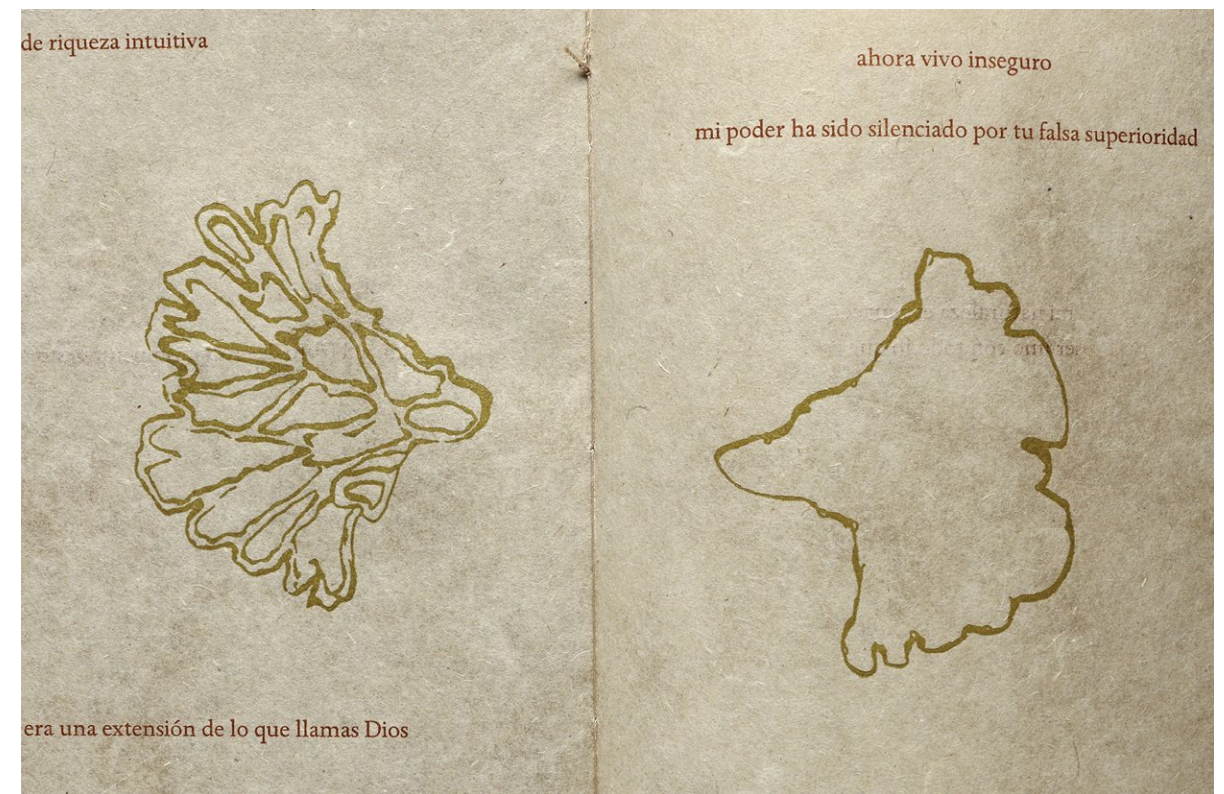 de riqueza intuitiva
era una extensión de lo que llamas Dios
ahora vivo inseguro
mi poder ha sido silenciado por tu falsa superioridad